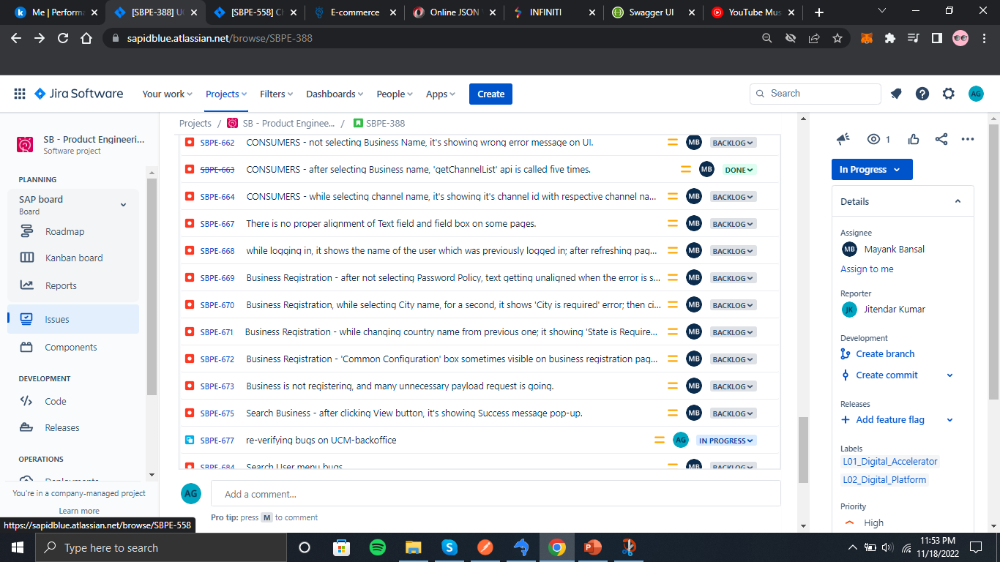 Me | Performa
[SBPE-388] U
[SBPE-558] C
E-commerce
Online JSON
INFINITI
Swagger UI
YouTube Mus
sapidblue.atlassian.net/browse/SBPE-388
Jira Software
Your work
Projects
Filters
Dashboards
People
Apps
Create
Search
AG
Projects / SB - Product Enginee... / SBPE-388
SB - Product Engineeri...
Software project
PLANNING
SAP board
Board
Roadmap
Kanban board
Reports
Issues
Components
DEVELOPMENT
Code
Releases
OPERATIONS
Deployments
You're in a company-managed project
Learn more
SBPE-662 CONSUMERS - not selecting Business Name, it's showing wrong error message on UI. MB BACKLOG
SBPE-663 CONSUMERS - after selecting Business name, 'getChannelList' api is called five times. MB DONE
SBPE-664 CONSUMERS - while selecting channel name, it's showing it's channel id with respective channel na... MB BACKLOG
SBPE-667 There is no proper alignment of Text field and field box on some pages. MB BACKLOG
SBPE-668 while logging in, it shows the name of the user which was previously logged in; after refreshing pag... MB BACKLOG
SBPE-669 Business Registration - after not selecting Password Policy, text getting unaligned when the error is s... MB BACKLOG
SBPE-670 Business Registration, while selecting City name, for a second, it shows 'City is required' error; then ci... MB BACKLOG
SBPE-671 Business Registration - while changing country name from previous one; it showing 'State is Require... MB BACKLOG
SBPE-672 Business Registration - 'Common Configuration' box sometimes visible on business registration pag... MB BACKLOG
SBPE-673 Business is not registering, and many unnecessary payload request is going. MB BACKLOG
SBPE-675 Search Business - after clicking View button, it's showing Success message pop-up. MB BACKLOG
SBPE-677 re-verifying bugs on UCM-backoffice AG IN PROGRESS
SBPE-684 Search User menu bugs MB BACKLOG
AG Add a comment...
Pro tip: press M to comment
1
In Progress
Details
Assignee
MB Mayank Bansal
Assign to me
Reporter
JK Jitendar Kumar
Development
Create branch
Create commit
Releases
Add feature flag
Labels
L01_Digital_Accelerator
L02_Digital_Platform
Priority
High
https://sapidblue.atlassian.net/browse/SBPE-558
Type here to search
11:53 PM
11/18/2022